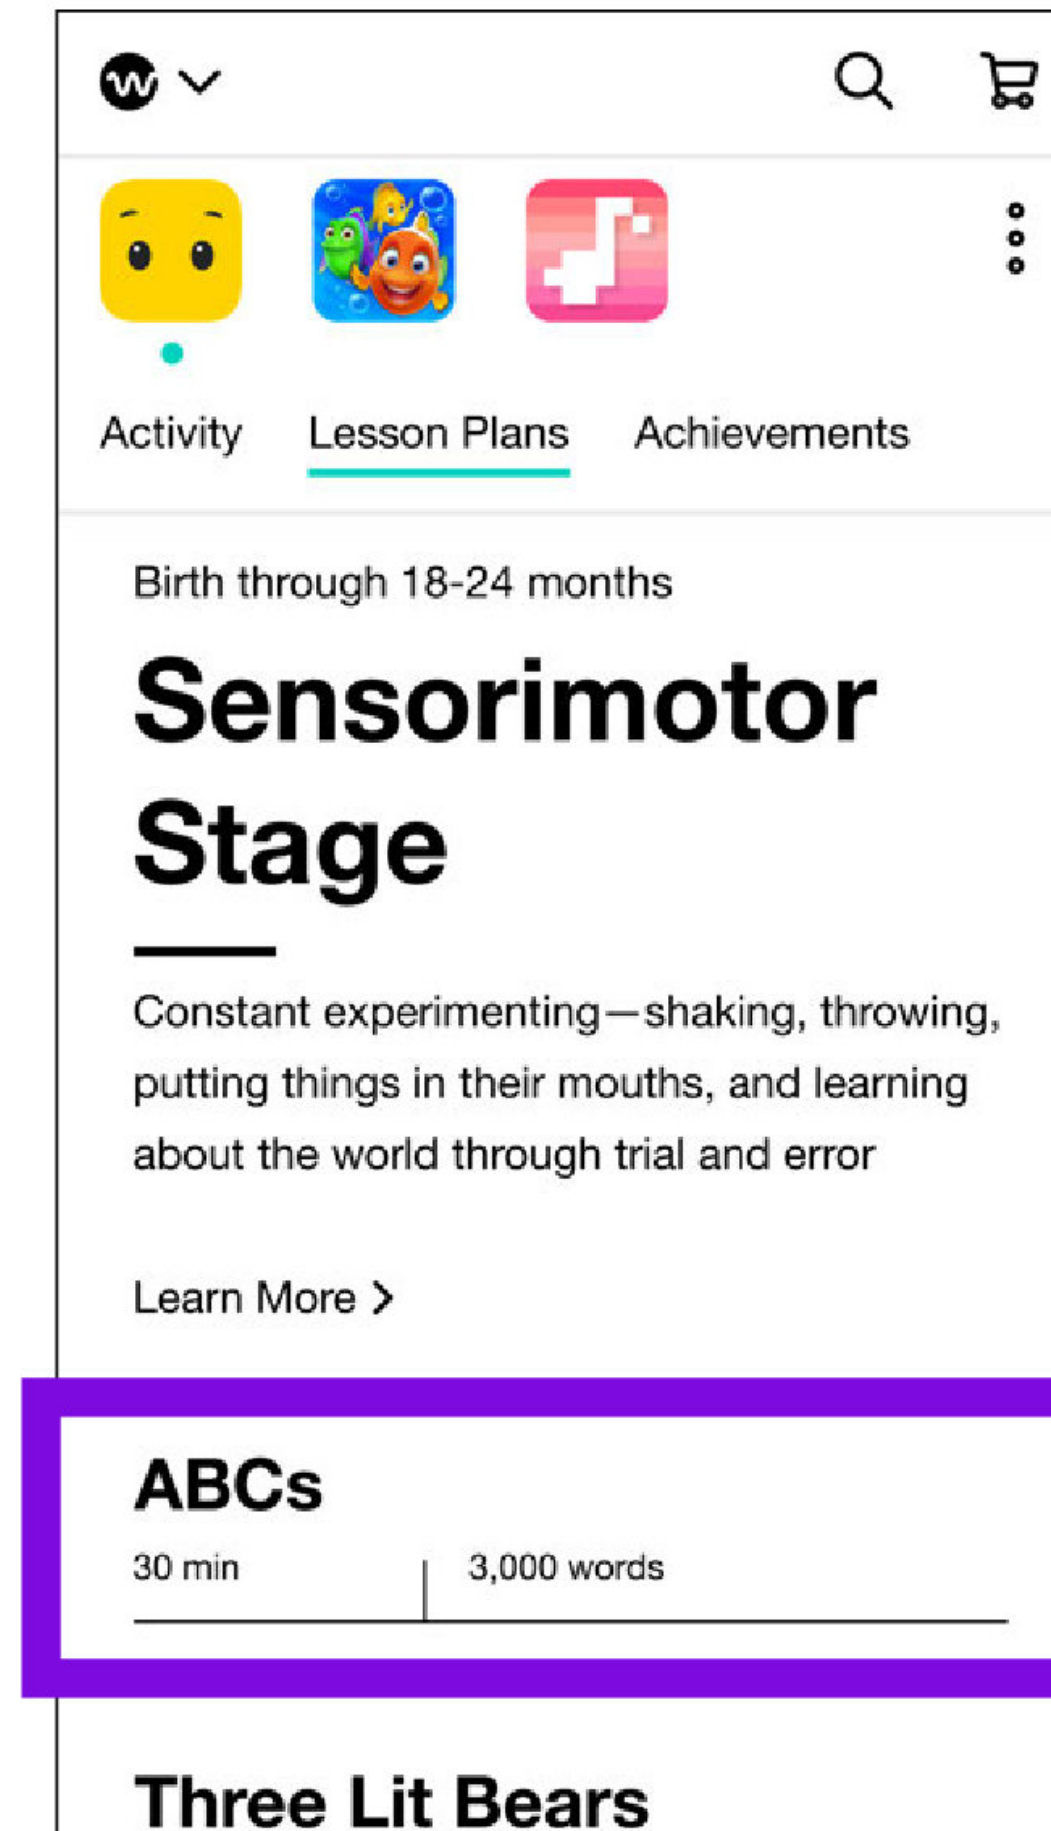 W
Activity Lesson Plans Achievements
Birth through 18-24 months
Sensorimotor
Stage
Constant experimenting—shaking, throwing,
putting things in their mouths, and learning
about the world through trial and error
Learn More >
ABCs
30 min 3,000 words
Three Lit Bears